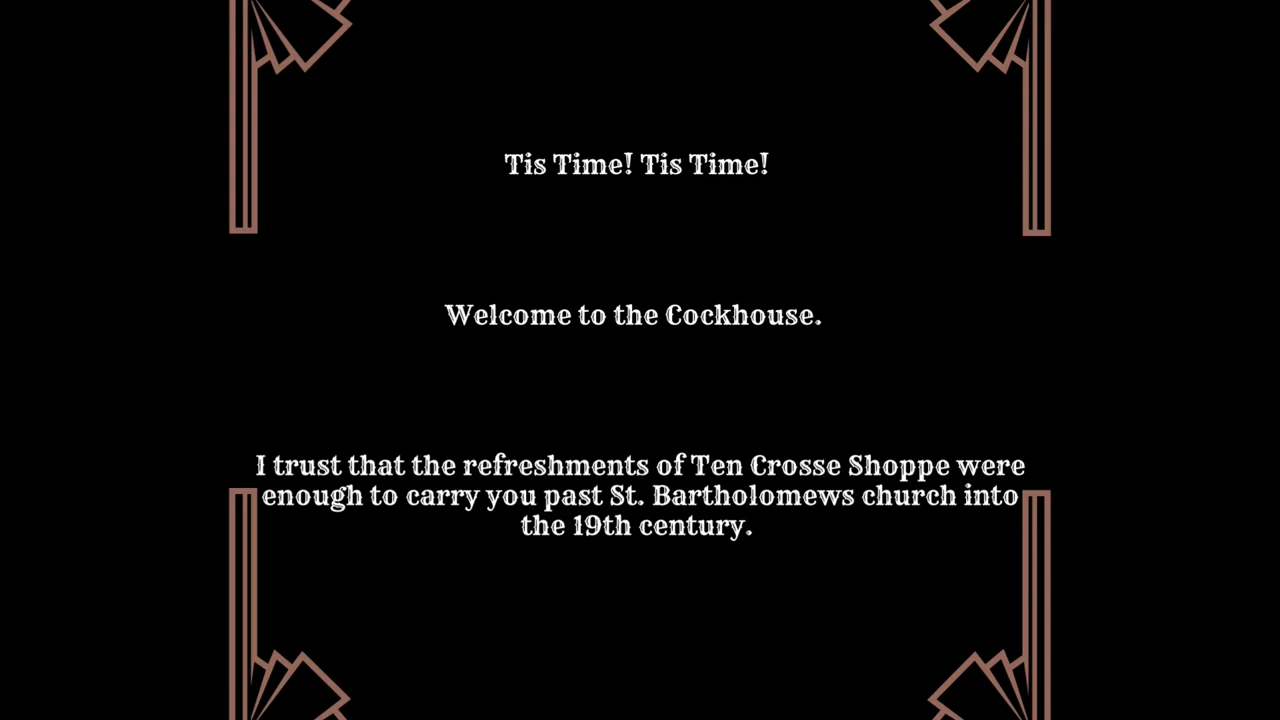 Tis Time! Tis Time!
Welcome to the Cockhouse.
I trust that the refreshments of Ten Crosse Shoppe were
enough to carry you past St. Bartholomews church into
the 19th century.